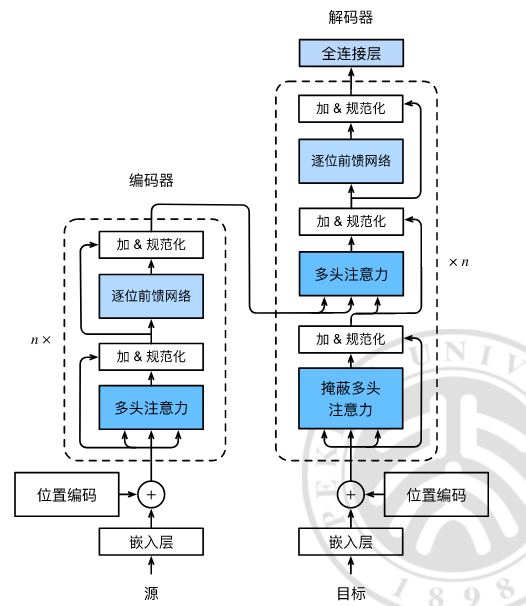 解码器
全连接层
加 & 规范化
逐位前馈网络
加 & 规范化
多头注意力
× n
加 & 规范化
掩蔽多头
注意力
位置编码
嵌入层
目标
编码器
加 & 规范化
逐位前馈网络
n ×
加 & 规范化
多头注意力
位置编码
嵌入层
源
+
+
PEK
UNIV
1898